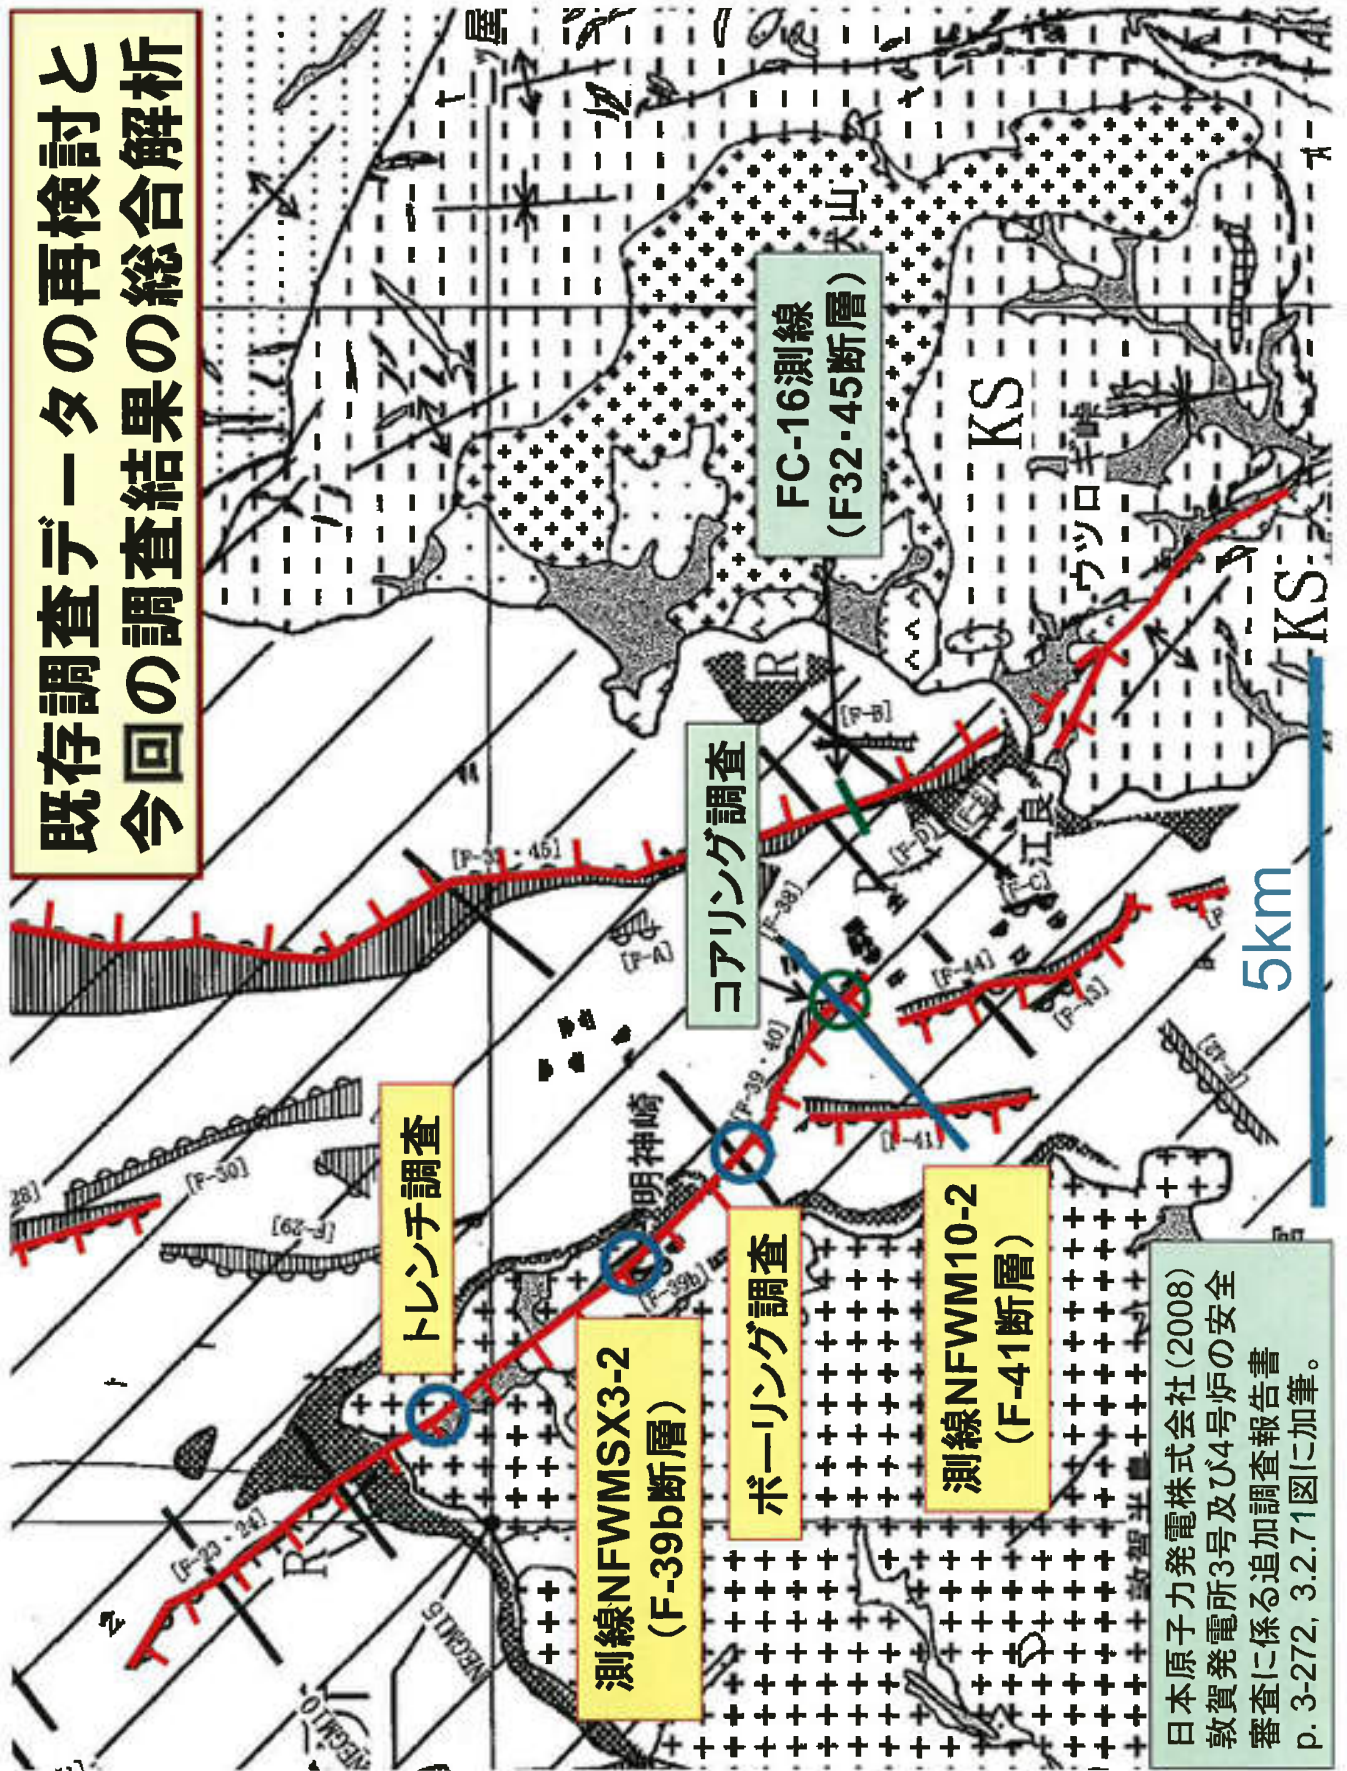 既存調査データの再検討と
今回の調査結果の総合解析
トレンチ調査
コアリング調査
FC-16測線
(F32・45断層)
測線NFWMSX3-2
(F-39b断層)
ボーリング調査
測線NFWM10-2
(F-41断層)
明神崎
江良
ウツロ
KS
KS
R
R
D
[F-23・24]
[F-29]
[F-30]
28]
[F-A]
[F-B]
[F-D]
[F-38]
[F-39・40]
[F-39b]
[F-41]
[F-42]
[F-43]
[F-44]
NEGM15
NEGM10
5km
日本原子力発電株式会社(2008)
敦賀発電所3号及び4号炉の安全
審査に係る追加調査報告書
p. 3-272, 3.2.71図に加筆。